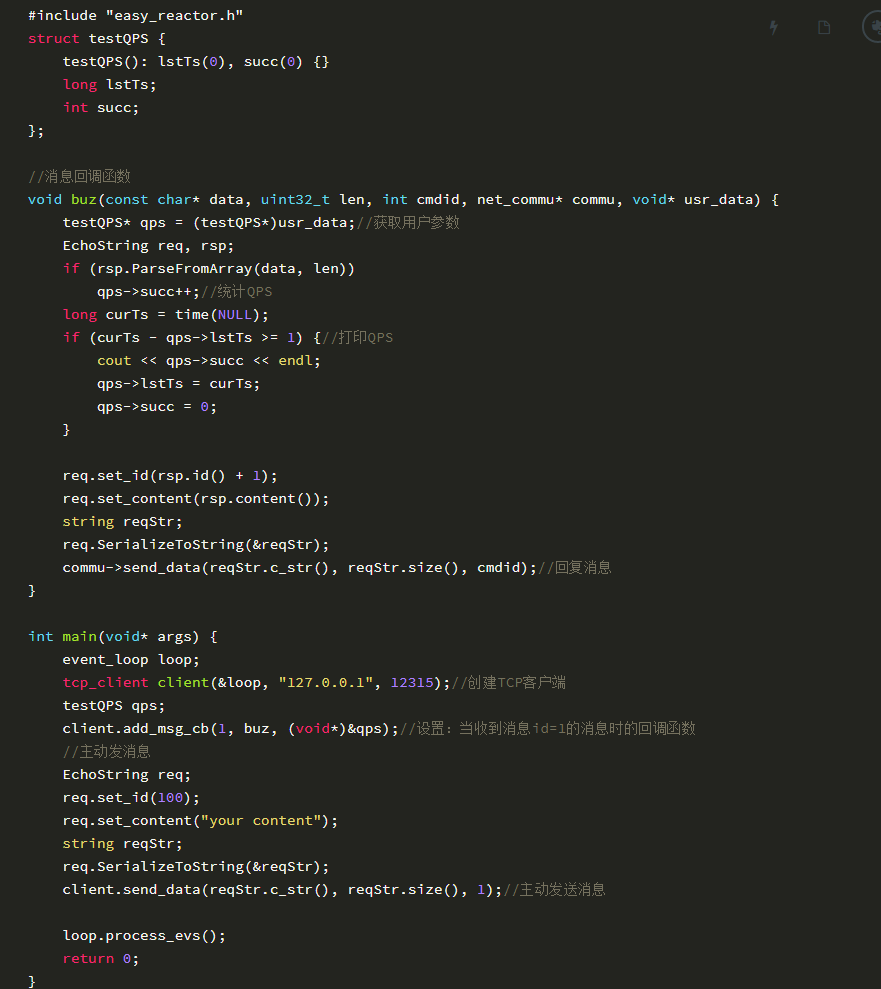 #include "easy_reactor.h"
struct testQPS {
    testQPS(): lstTs(0), succ(0) {}
    long lstTs;
    int succ;
};

//消息回调函数
void buz(const char* data, uint32_t len, int cmdid, net_commu* commu, void* usr_data) {
    testQPS* qps = (testQPS*)usr_data;//获取用户参数
    EchoString req, rsp;
    if (rsp.ParseFromArray(data, len))
        qps->succ++;//统计QPS
    long curTs = time(NULL);
    if (curTs - qps->lstTs >= 1) {//打印QPS
        cout << qps->succ << endl;
        qps->lstTs = curTs;
        qps->succ = 0;
    }

    req.set_id(rsp.id() + 1);
    req.set_content(rsp.content());
    string reqStr;
    req.SerializeToString(&reqStr);
    commu->send_data(reqStr.c_str(), reqStr.size(), cmdid);//回复消息
}

int main(void* args) {
    event_loop loop;
    tcp_client client(&loop, "127.0.0.1", 12315);//创建TCP客户端
    testQPS qps;
    client.add_msg_cb(1, buz, (void*)&qps);//设置：当收到消息id=1的消息时的回调函数
    //主动发消息
    EchoString req;
    req.set_id(100);
    req.set_content("your content");
    string reqStr;
    req.SerializeToString(&reqStr);
    client.send_data(reqStr.c_str(), reqStr.size(), 1);//主动发送消息

    loop.process_evs();
    return 0;
}